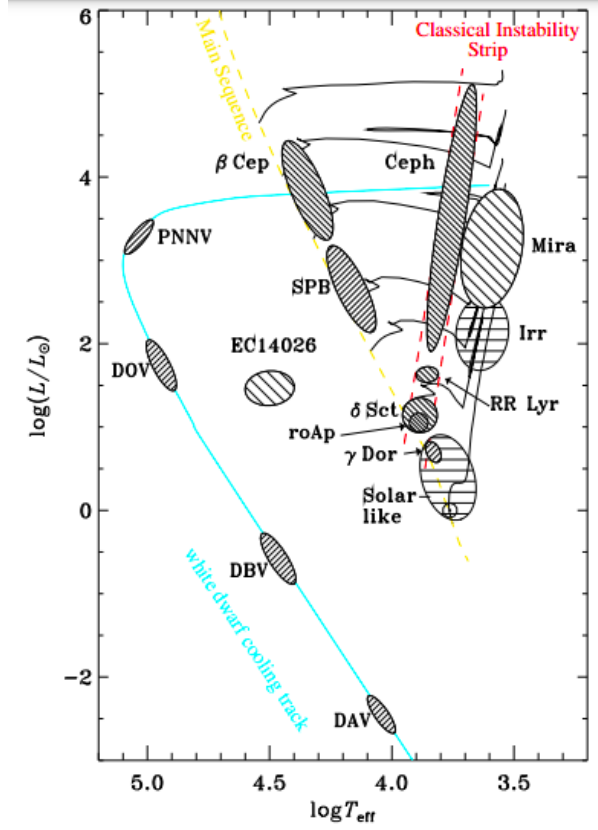 Classical Instability
Strip
Main Sequence
β Cep
Ceph
PNNV
Mira
SPB
Irr
EC14026
DOV
RR Lyr
δ Sct
roAp
γ Dor
Solar
like
DBV
white dwarf cooling track
DAV
6
4
2
0
−2
log(L/L☉)
5.0 4.5 4.0 3.5
logTeff